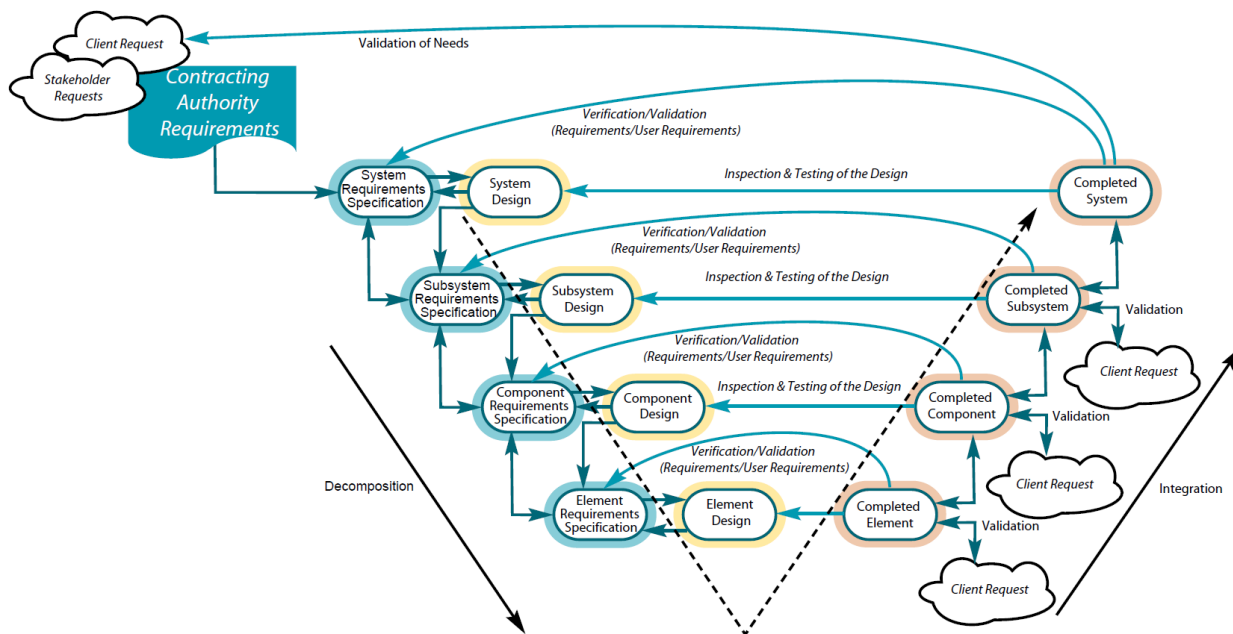 Client Request
Validation of Needs
Stakeholder
Requests
Contracting
Authority
Requirements
Verification/Validation
(Requirements/User Requirements)
System
Requirements
Specification
System
Design
Inspection & Testing of the Design
Completed
System
Verification/Validation
(Requirements/User Requirements)
Subsystem
Requirements
Specification
Subsystem
Design
Inspection & Testing of the Design
Completed
Subsystem
Validation
Client Request
Verification/Validation
(Requirements/User Requirements)
Component
Requirements
Specification
Component
Design
Inspection & Testing of the Design
Completed
Component
Validation
Client Request
Verification/Validation
(Requirements/User Requirements)
Decomposition
Element
Requirements
Specification
Element
Design
Completed
Element
Validation
Client Request
Integration